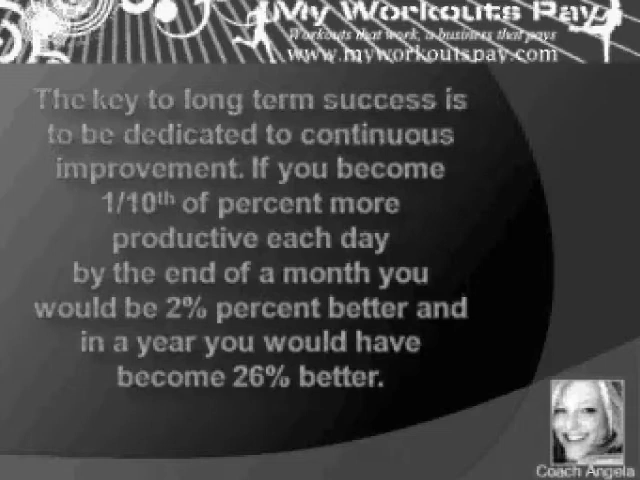 My Workouts Pay
Workouts that work, a business that pays
www.myworkoutspay.com
The key to long term success is
to be dedicated to continuous
improvement. If you become
1/10th of percent more
productive each day
by the end of a month you
would be 2% percent better and
in a year you would have
become 26% better.
Coach Angela